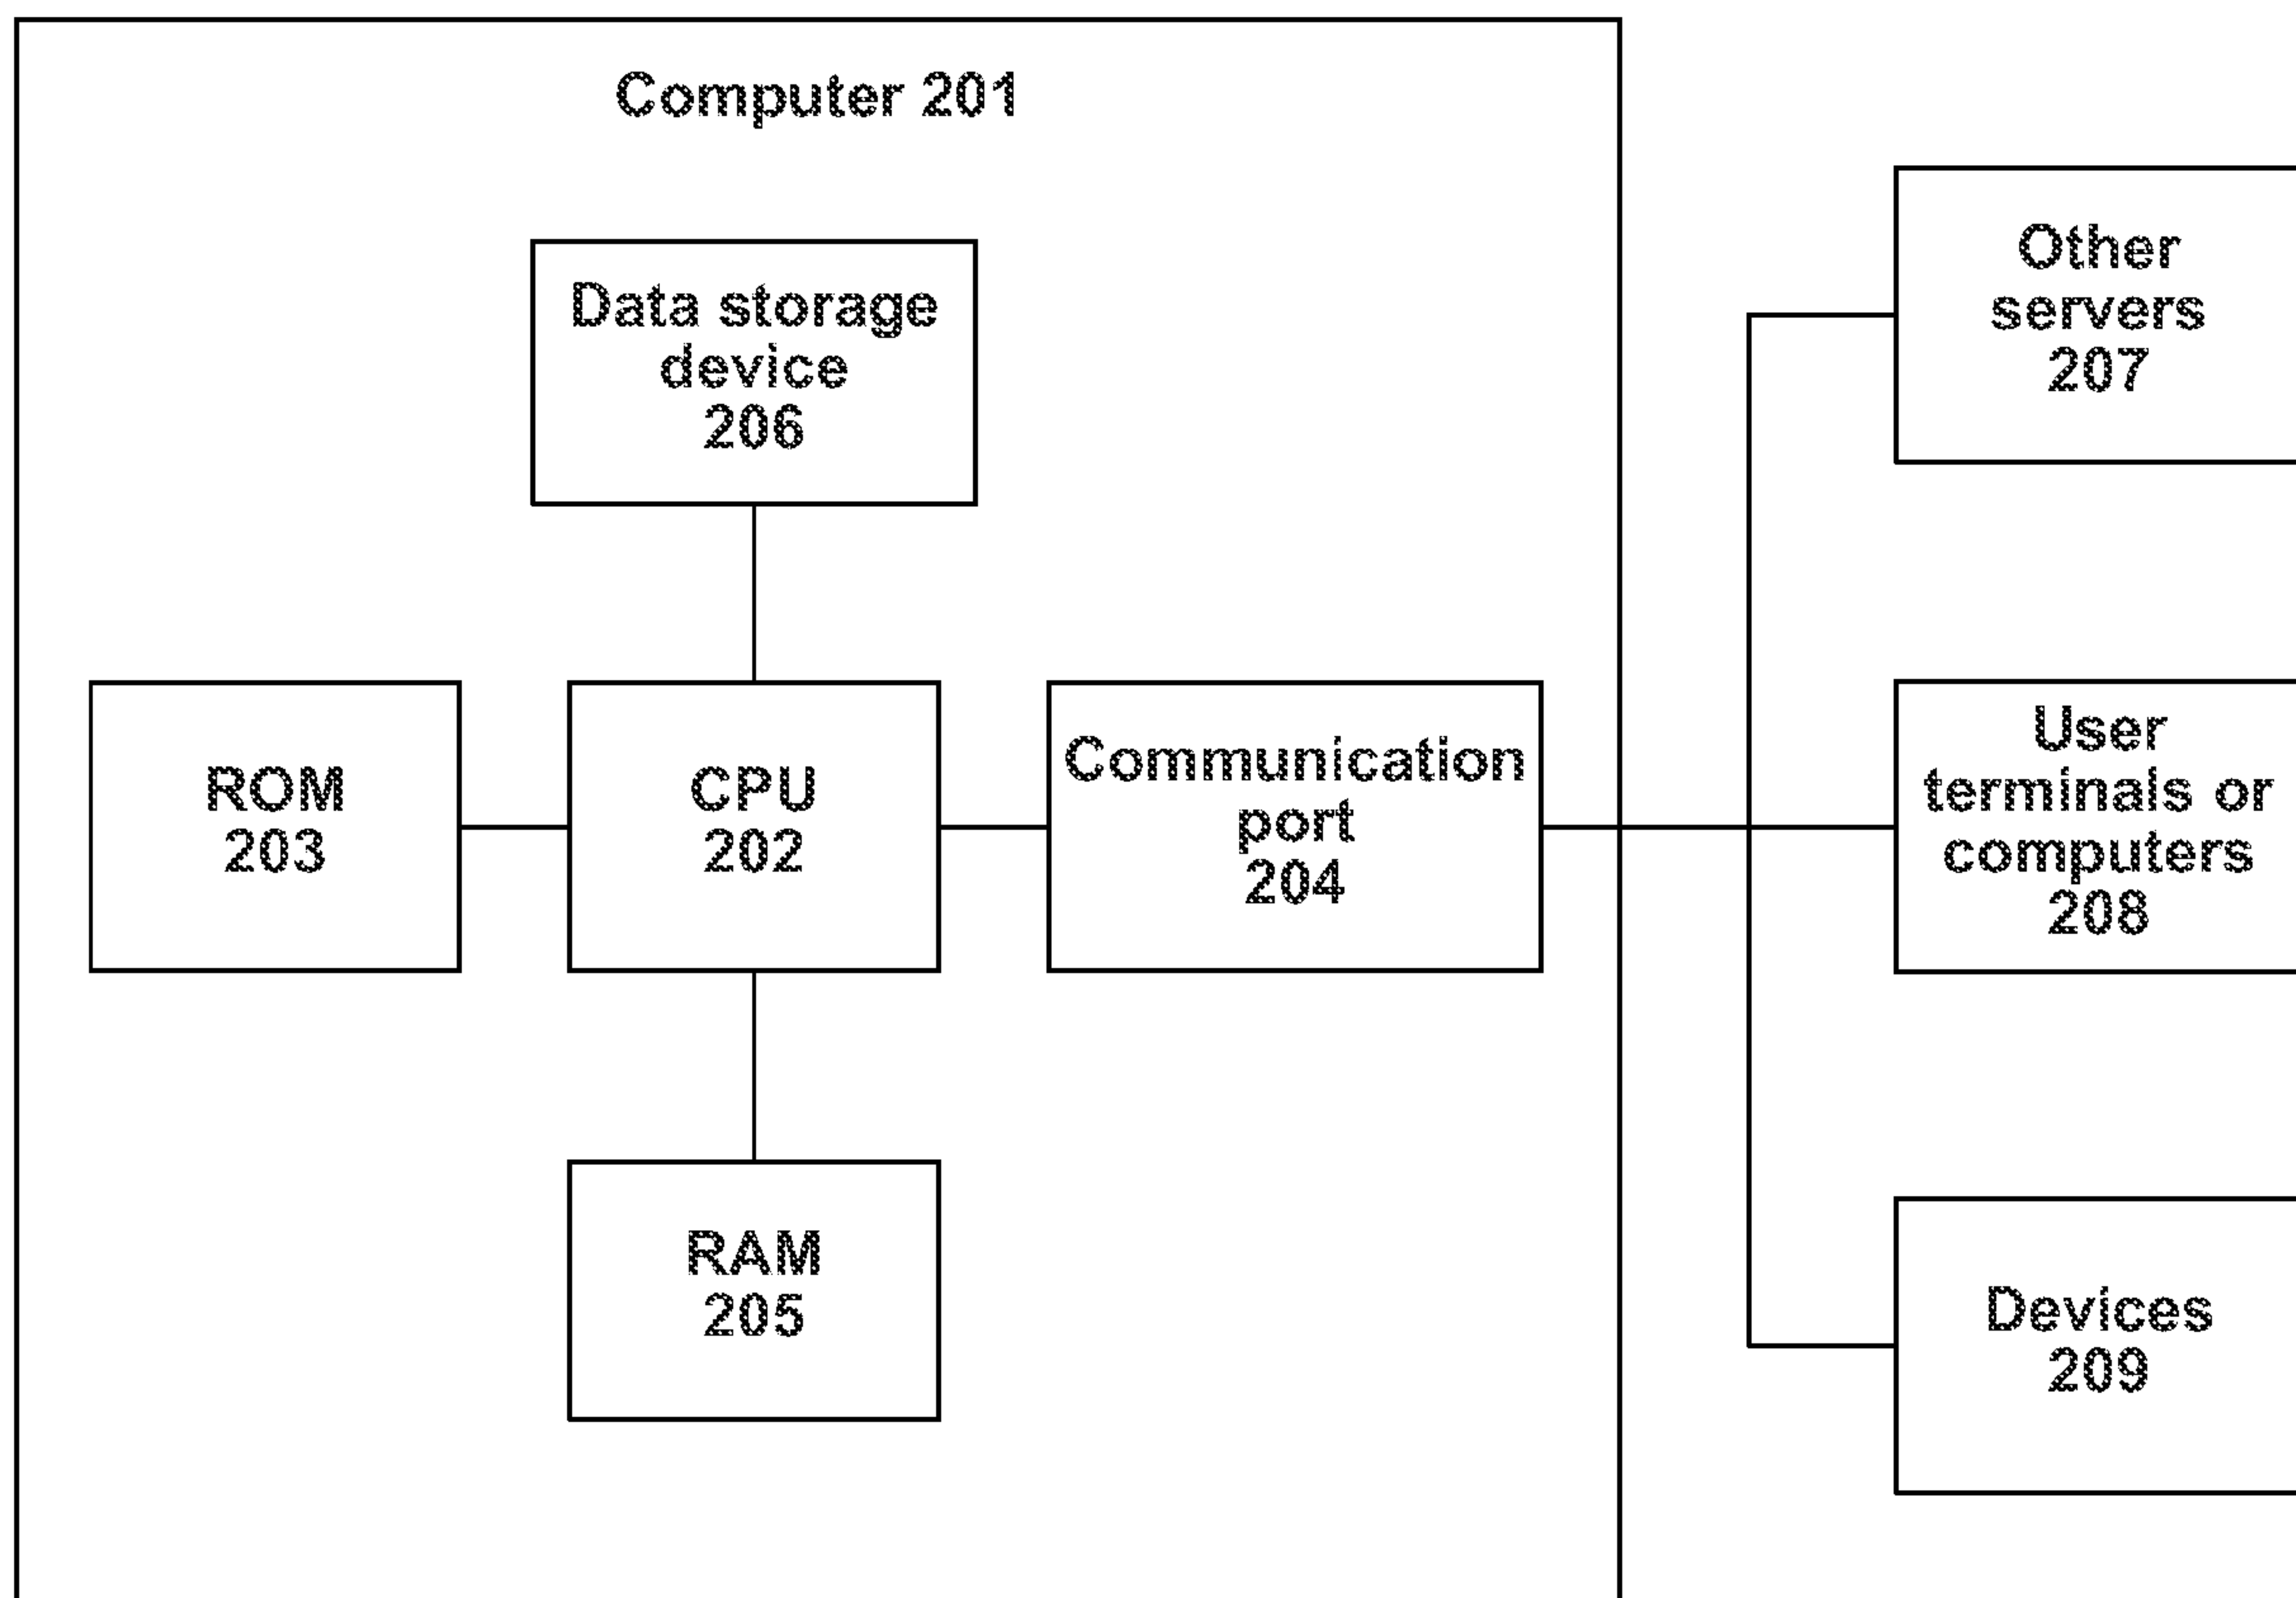 Computer 201
Data storage
device
206
Other
servers
207
ROM
203
CPU
202
Communication
port
204
User
terminals or
computers
208
RAM
205
Devices
209